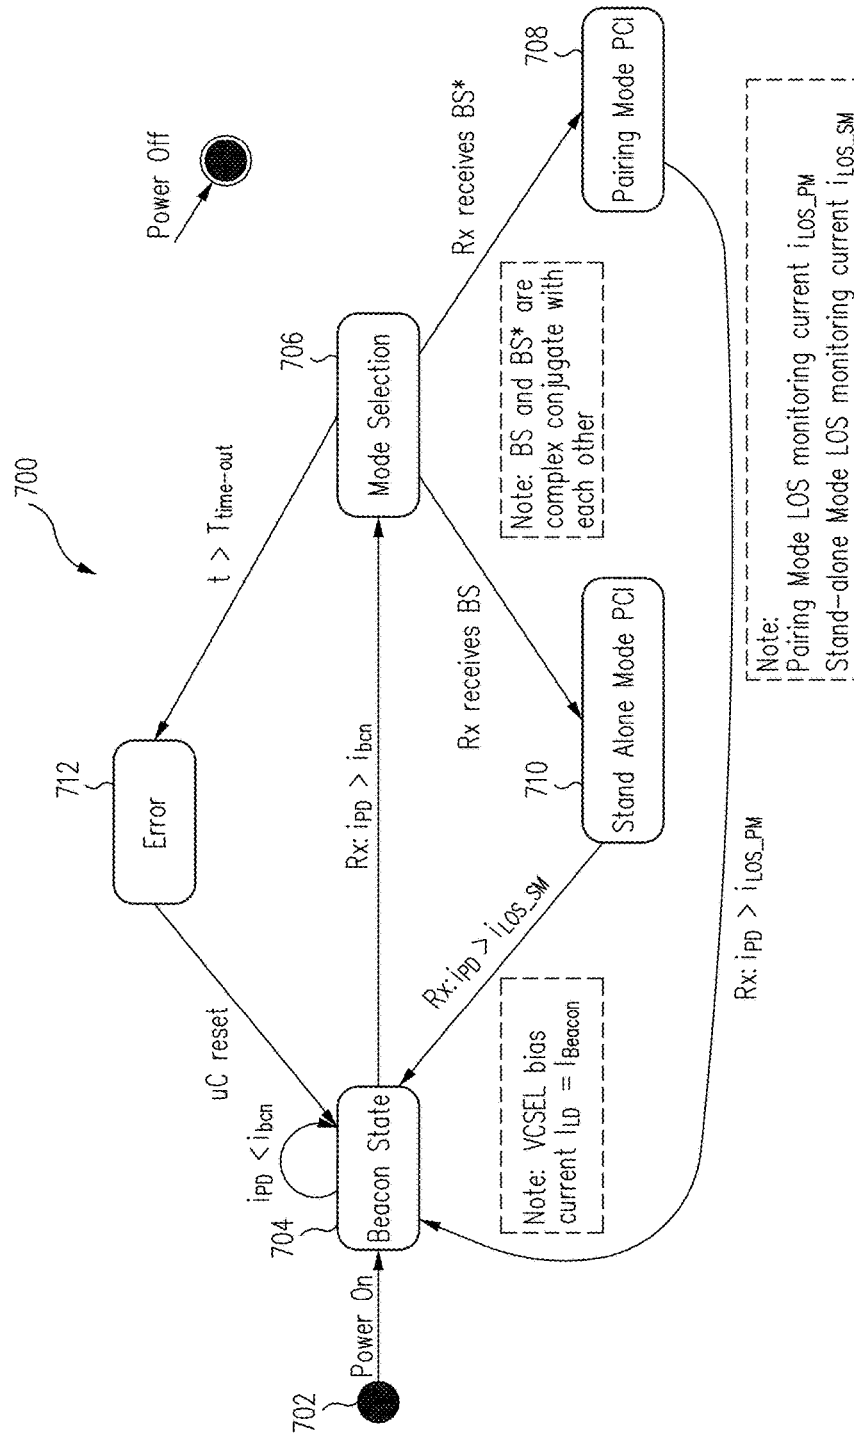 700
Power Off
702
Power On
704
Beacon State
iPD < ibcn
uC reset
712
Error
t > Ttime-out
Rx: iPD > ibcn
706
Mode Selection
Rx receives BS*
708
Pairing Mode PCI
Rx receives BS
710
Stand Alone Mode PCI
Rx: iPD > iLOS_SM
Rx: iPD > iLOS_PM
Note: VCSEL bias
current ILD = IBeacon
Note: BS and BS* are
complex conjugate with
each other
Note:
Pairing Mode LOS monitoring current iLOS_PM
Stand-alone Mode LOS monitoring current iLOS_SM